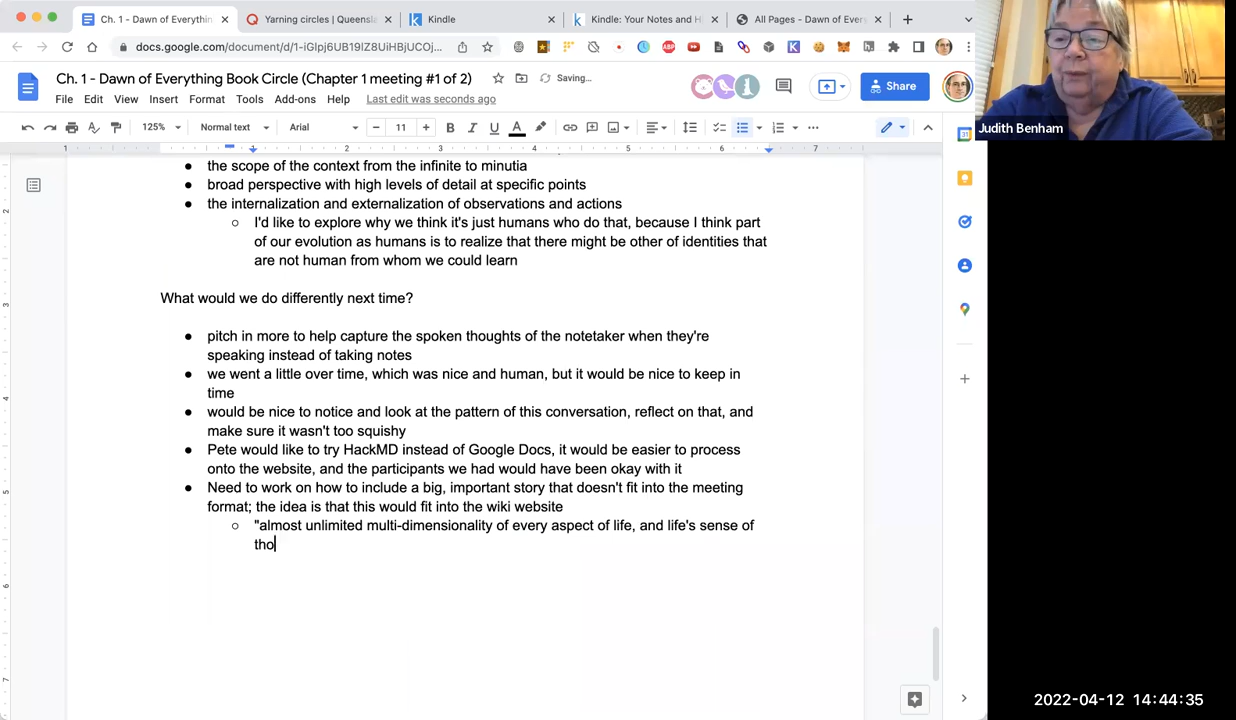 Ch. 1 - Dawn of Everythin
Yarning circles | Queensla
Kindle
Kindle: Your Notes and H
All Pages - Dawn of Every
docs.google.com/document/d/1-iGlpj6UB19IZ8UiHBjUCOj...
Ch. 1 - Dawn of Everything Book Circle (Chapter 1 meeting #1 of 2)
Saving...
Share
File Edit View Insert Format Tools Add-ons Help Last edit was seconds ago
125% Normal text Arial 11
Judith Benham
1 1 2 3 4 5 6 7
• the scope of the context from the infinite to minutia
• broad perspective with high levels of detail at specific points
• the internalization and externalization of observations and actions
○ I'd like to explore why we think it's just humans who do that, because I think part
of our evolution as humans is to realize that there might be other of identities that
are not human from whom we could learn
What would we do differently next time?
• pitch in more to help capture the spoken thoughts of the notetaker when they're
speaking instead of taking notes
• we went a little over time, which was nice and human, but it would be nice to keep in
time
• would be nice to notice and look at the pattern of this conversation, reflect on that, and
make sure it wasn't too squishy
• Pete would like to try HackMD instead of Google Docs, it would be easier to process
onto the website, and the participants we had would have been okay with it
• Need to work on how to include a big, important story that doesn't fit into the meeting
format; the idea is that this would fit into the wiki website
○ "almost unlimited multi-dimensionality of every aspect of life, and life's sense of
tho
2022-04-12 14:44:35